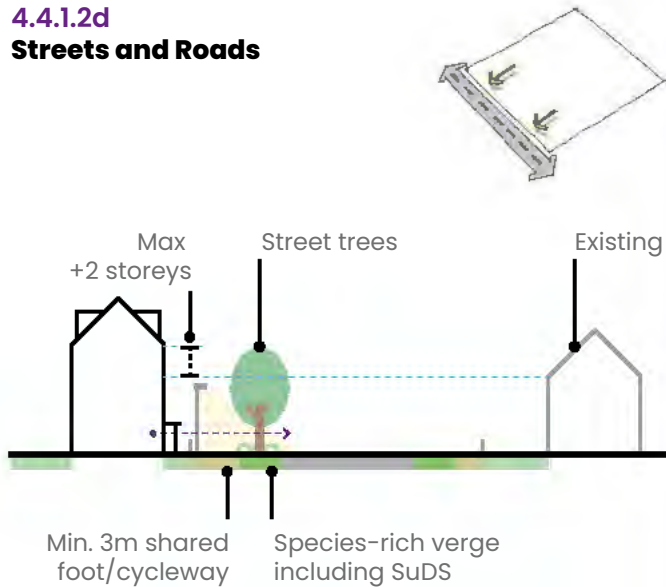 4.4.1.2d
Streets and Roads
Max
+2 storeys
Street trees
Existing
Min. 3m shared
foot/cycleway
Species-rich verge
including SuDS